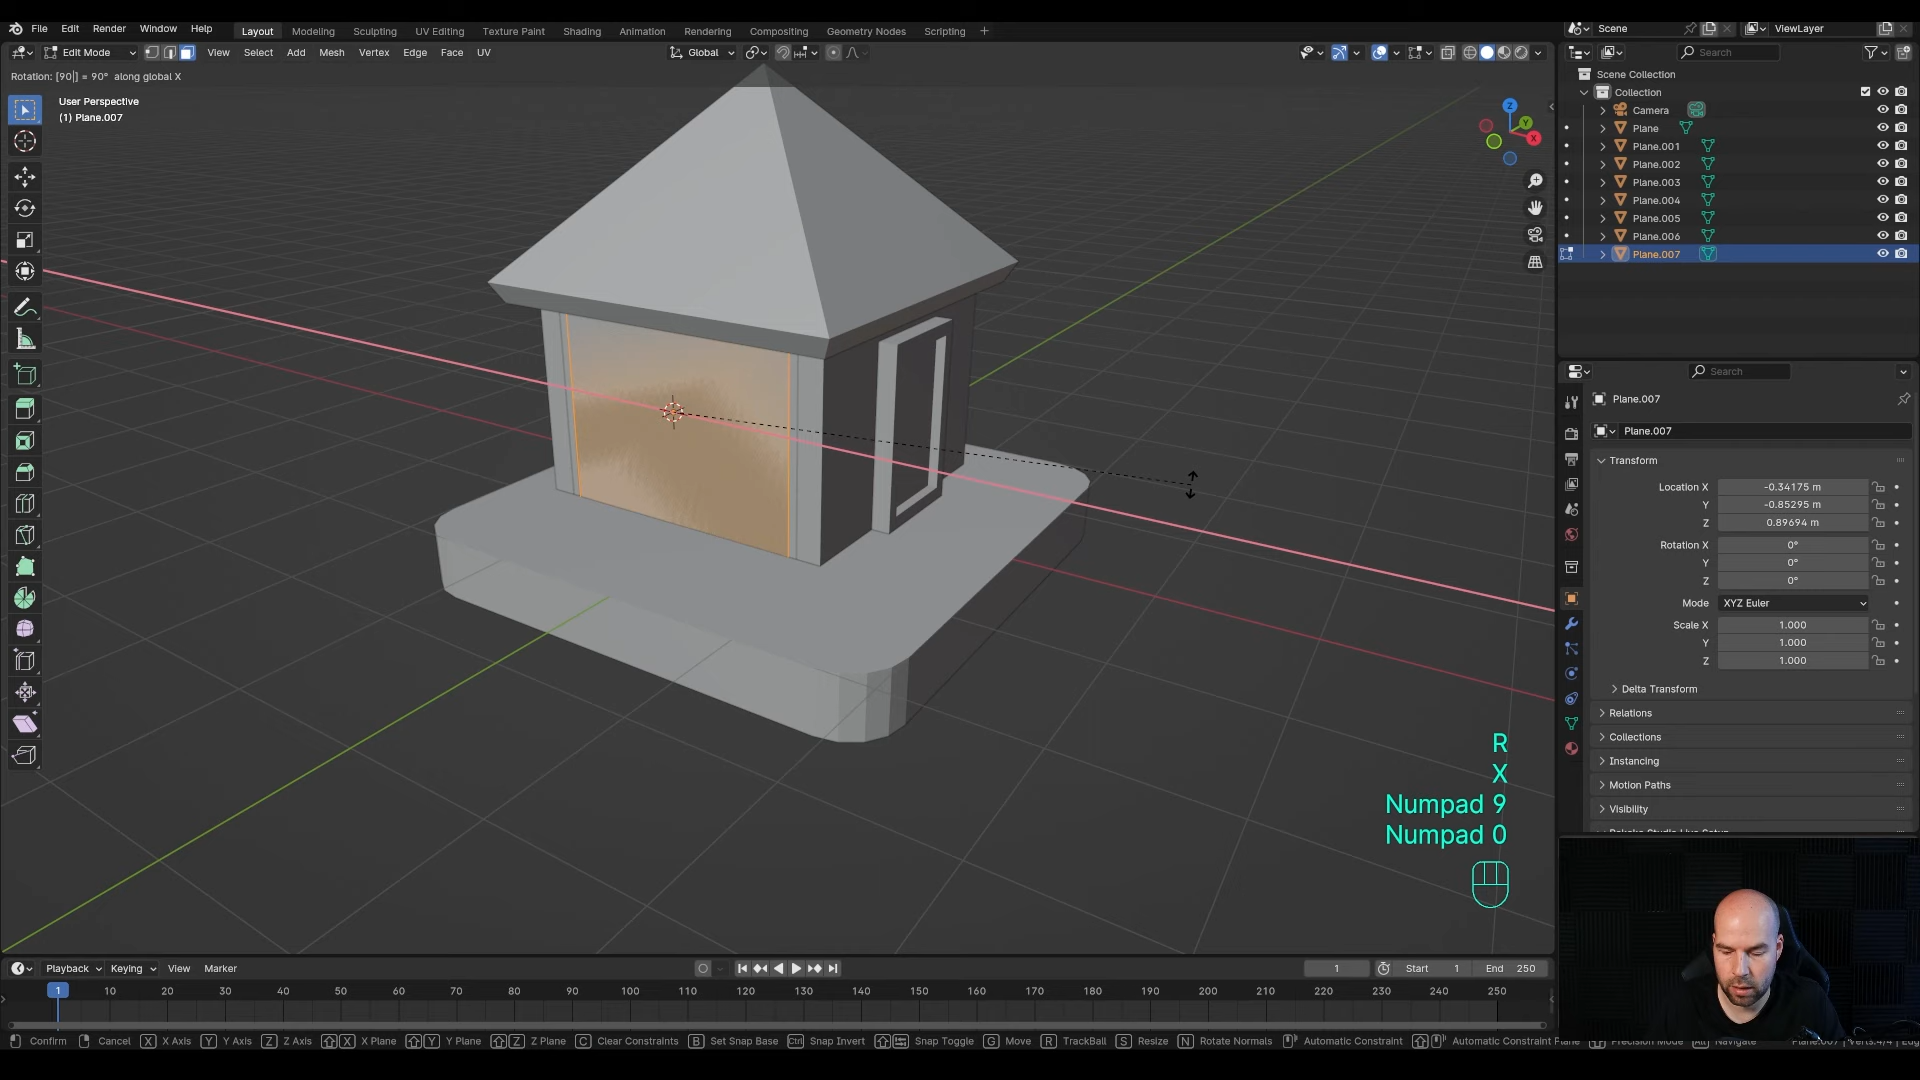 File Edit Render Window Help Layout Modeling Sculpting UV Editing Texture Paint Shading Animation Rendering Compositing Geometry Nodes Scripting + Scene ViewLayer
Edit Mode View Select Add Mesh Vertex Edge Face UV Global Search
Rotation: [90|] = 90° along global X
User Perspective
(1) Plane.007
Z
Y
X
Scene Collection
Collection
Camera
Plane
Plane.001
Plane.002
Plane.003
Plane.004
Plane.005
Plane.006
Plane.007
Search
Plane.007
Plane.007
Transform
Location X -0.34175 m
Y -0.85295 m
Z 0.89694 m
Rotation X 0°
Y 0°
Z 0°
Mode XYZ Euler
Scale X 1.000
Y 1.000
Z 1.000
Delta Transform
Relations
Collections
Instancing
Motion Paths
Visibility
R
X
Numpad 9
Numpad 0
Playback Keying View Marker 1 Start 1 End 250
1 10 20 30 40 50 60 70 80 90 100 110 120 130 140 150 160 170 180 190 200 210 220 230 240 250
Confirm Cancel X X Axis Y Y Axis Z Z Axis X X Plane Y Y Plane Z Z Plane C Clear Constraints B Set Snap Base Ctrl Snap Invert Snap Toggle G Move R TrackBall S Resize N Rotate Normals Automatic Constraint Automatic Constraint Plane